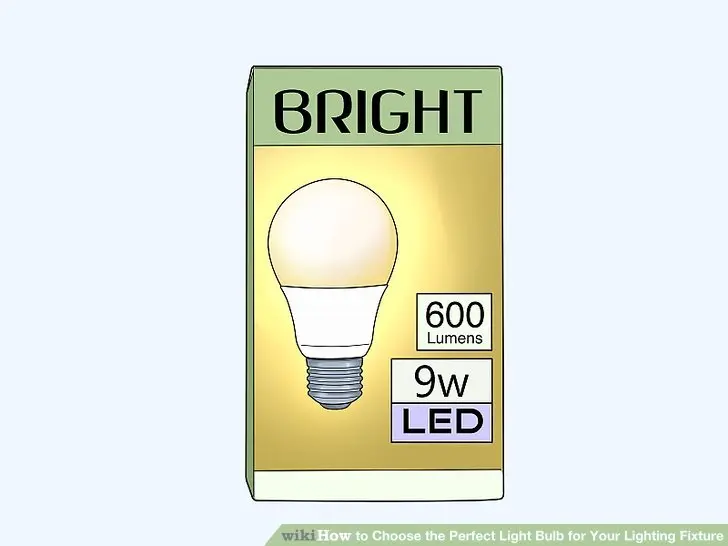 BRIGHT
600
Lumens
9w
LED
wikiHow to Choose the Perfect Light Bulb for Your Lighting Fixture